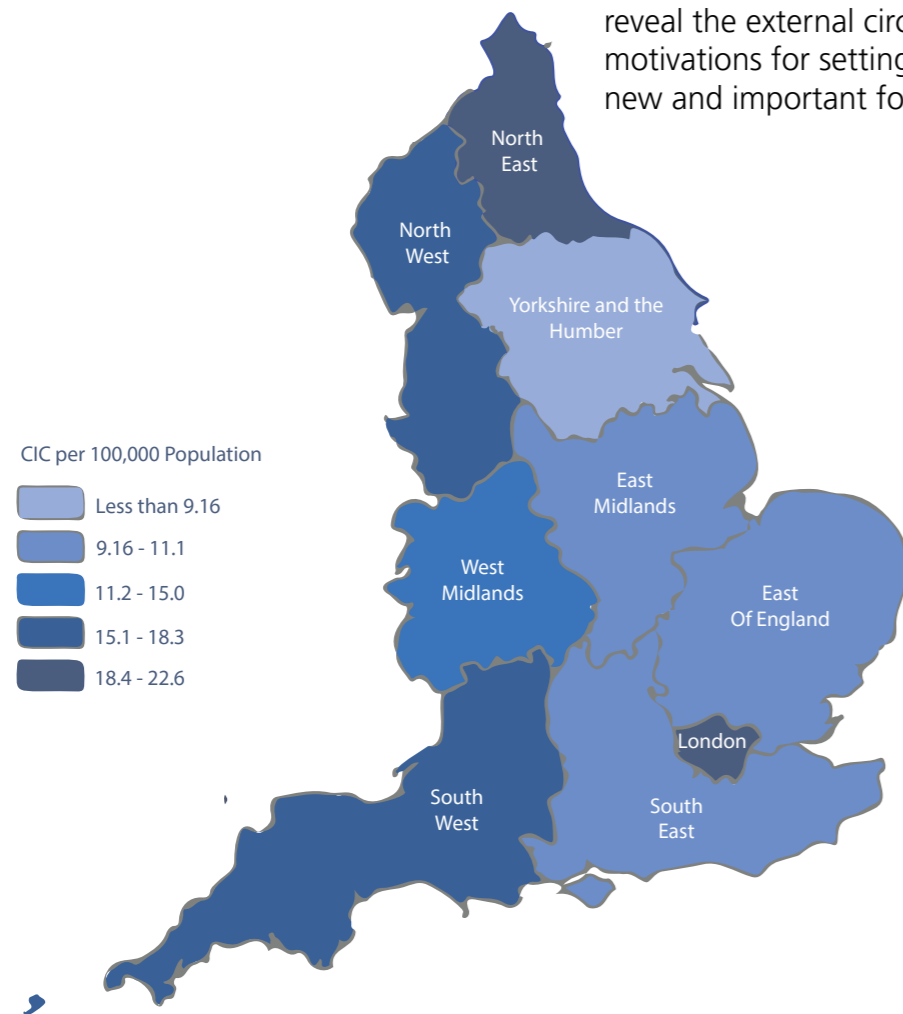 reveal the external circ
motivations for setting
new and important fo
North
East
North
West
Yorkshire and the
Humber
CIC per 100,000 Population
Less than 9.16
9.16 - 11.1
11.2 - 15.0
15.1 - 18.3
18.4 - 22.6
East
Midlands
West
Midlands
East
Of England
London
South
West
South
East